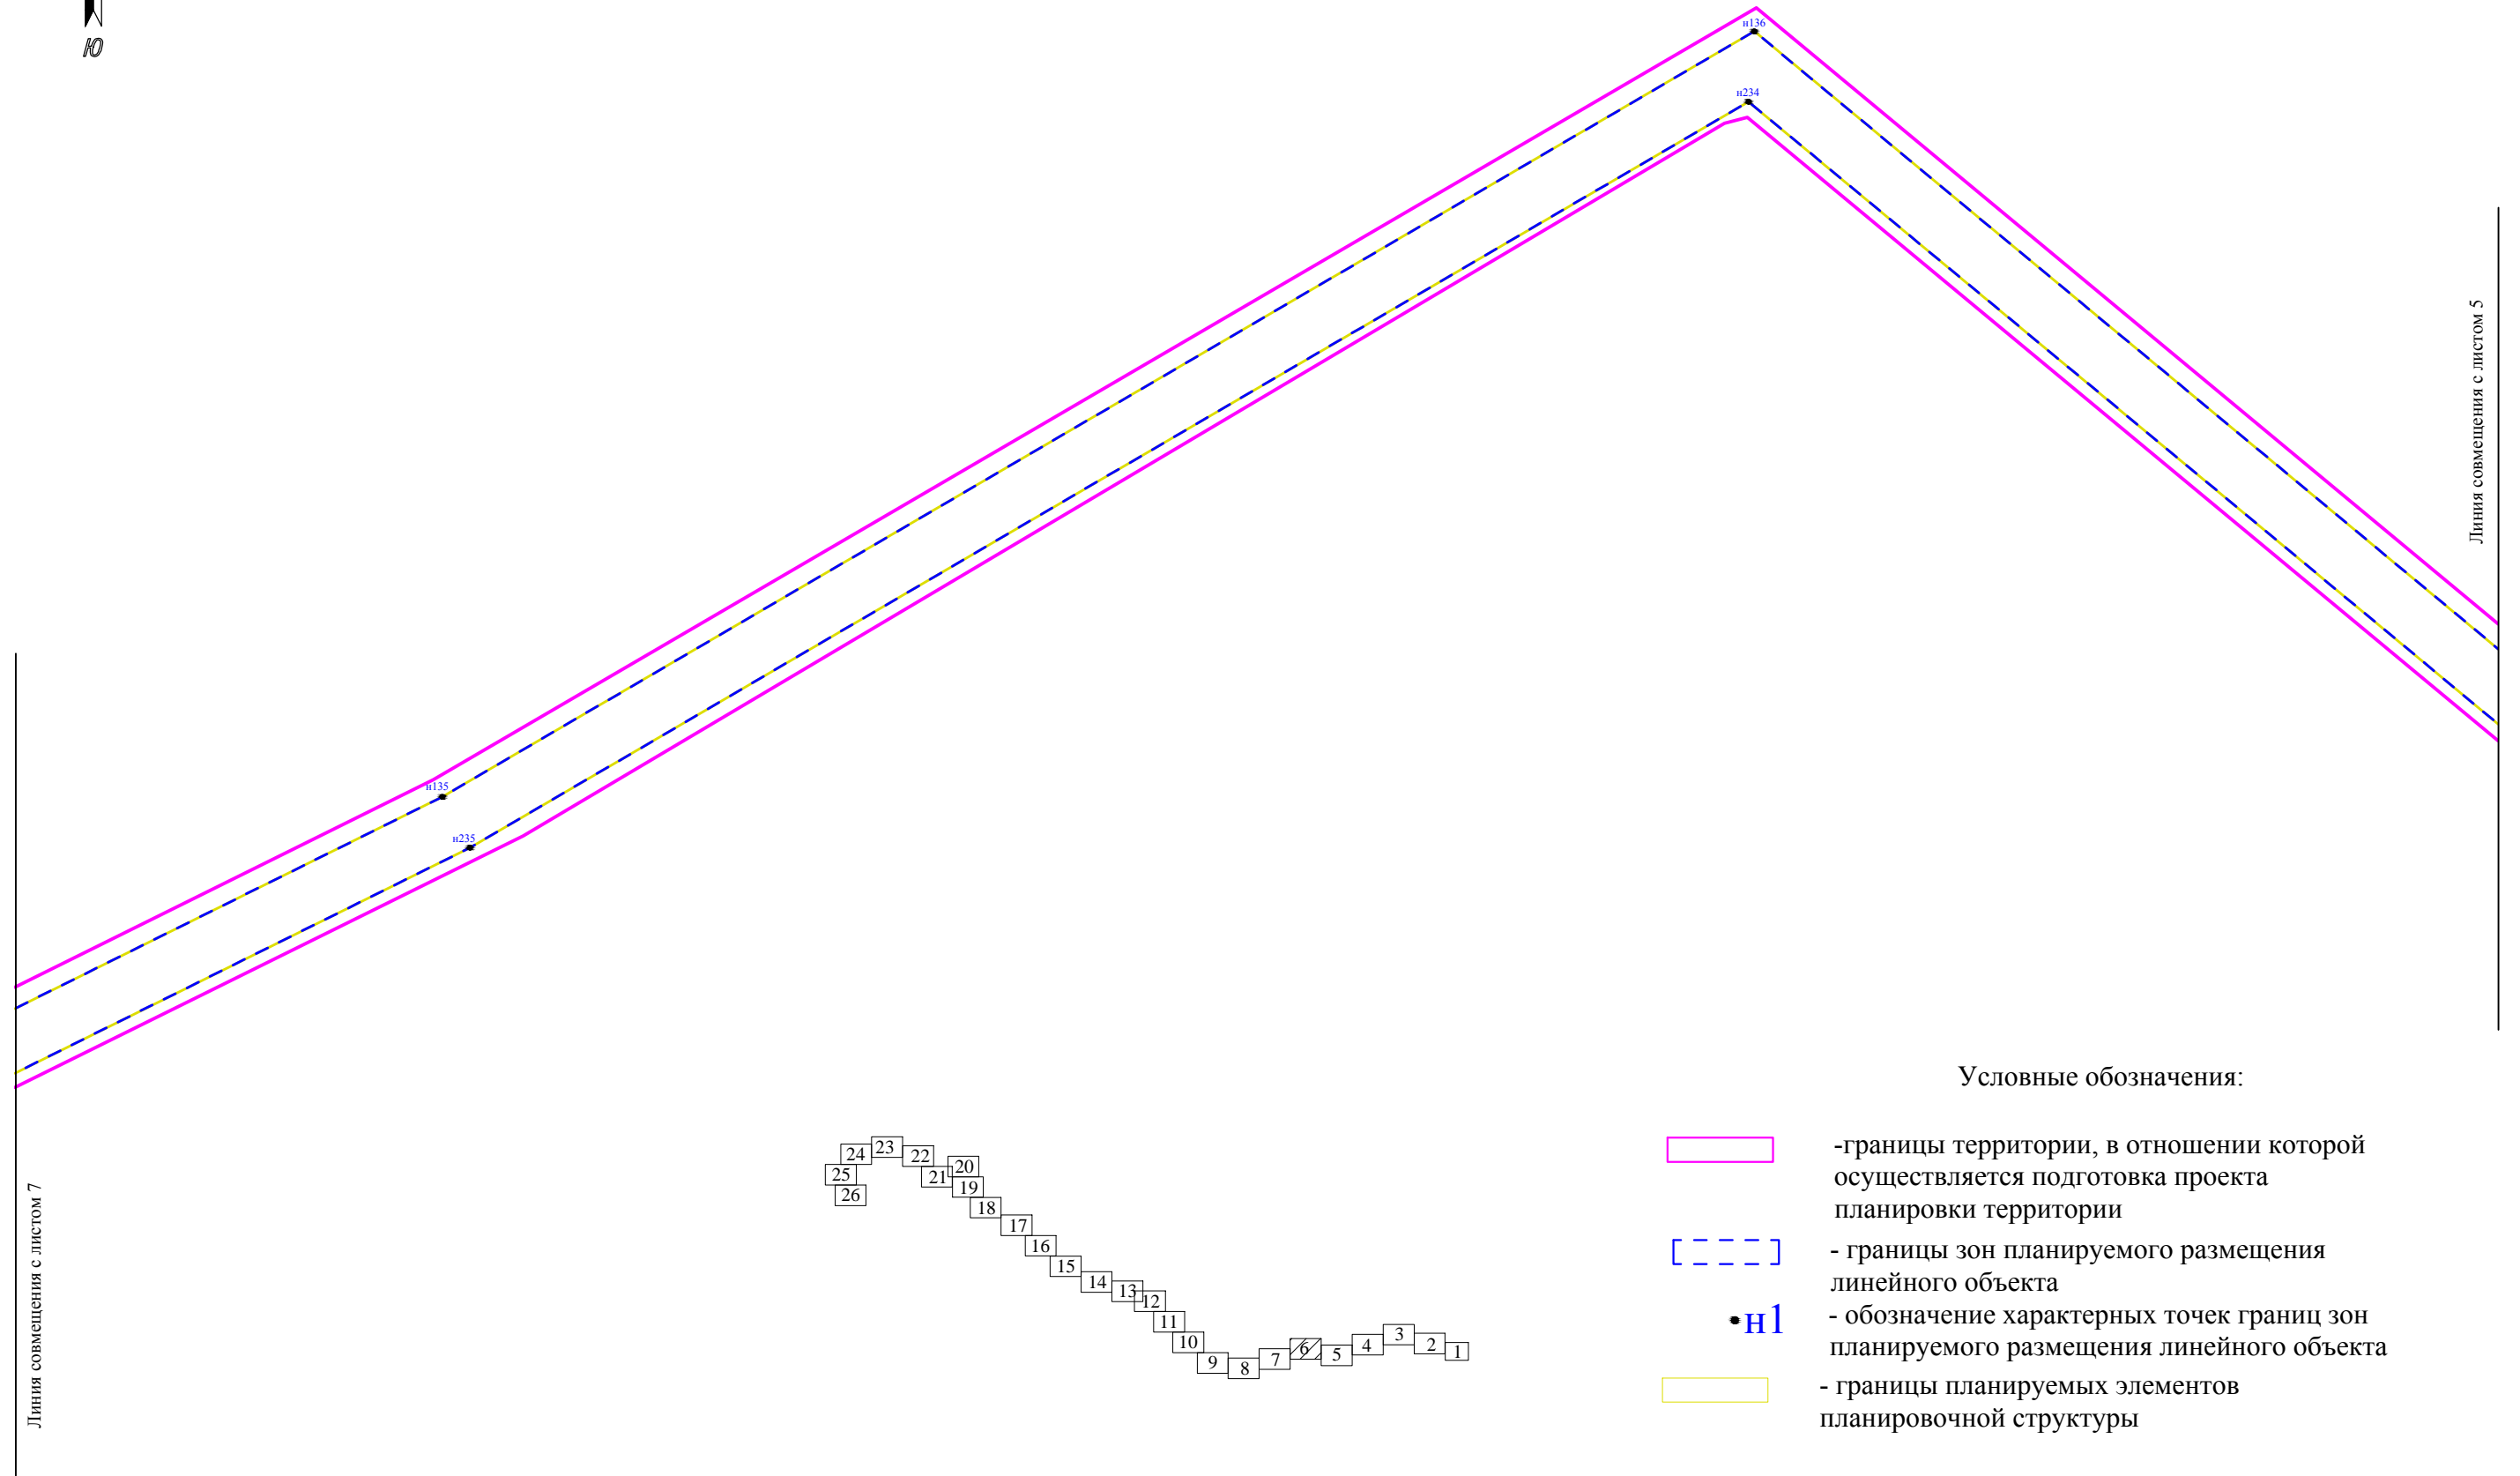 Ю
н136
н234
Линия совмещения с листом 5
н135
н235
Линия совмещения с листом 7
Условные обозначения:
-границы территории, в отношении которой
осуществляется подготовка проекта
планировки территории
- границы зон планируемого размещения
линейного объекта
н1
- обозначение характерных точек границ зон
планируемого размещения линейного объекта
- границы планируемых элементов
планировочной структуры
23
24
22
20
25
21
26
19
18
17
16
15
14
13
12
11
10
9
8
7
6
5
4
3
2
1